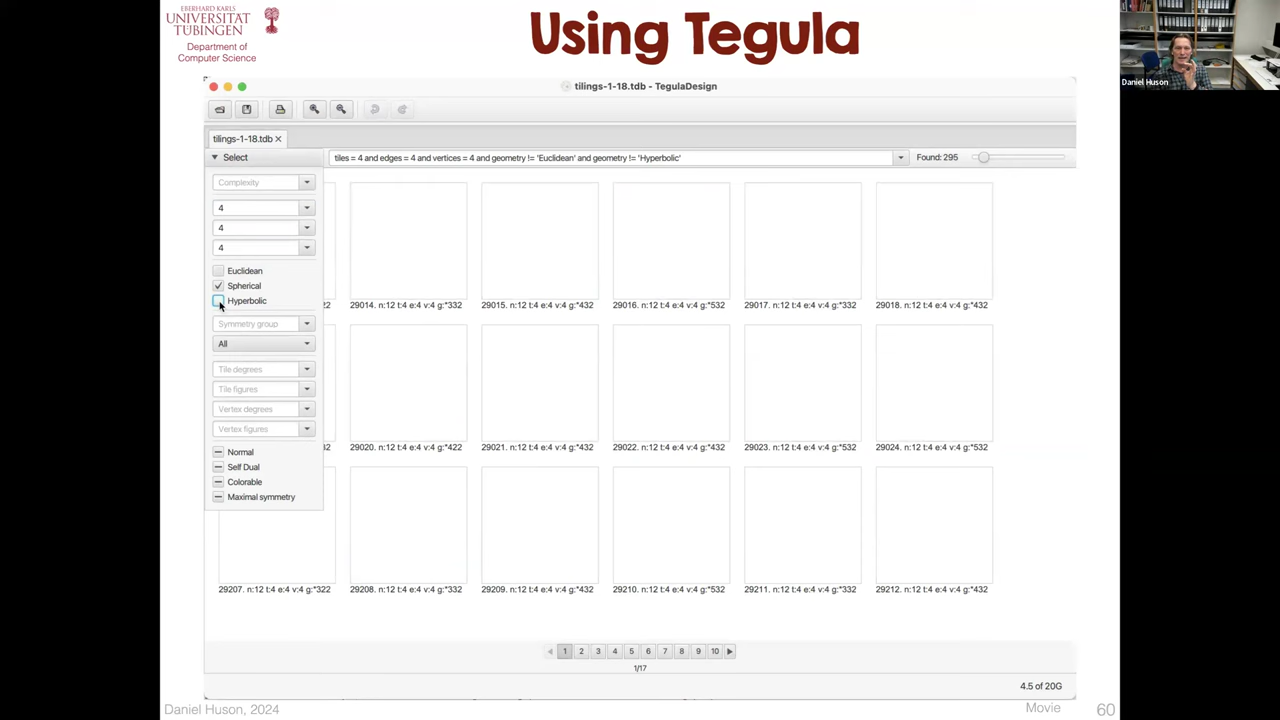 EBERHARD KARLS
UNIVERSITÄT
TÜBINGEN
Department of
Computer Science
Using Tegula
Daniel Huson
tilings-1-18.tdb - TegulaDesign
tilings-1-18.tdb ×
Select
tiles = 4 and edges = 4 and vertices = 4 and geometry != 'Euclidean' and geometry != 'Hyperbolic'
Found: 295
Complexity
4
4
4
Euclidean
Spherical
Hyperbolic
Symmetry group
All
Tile degrees
Tile figures
Vertex degrees
Vertex figures
Normal
Self Dual
Colorable
Maximal symmetry
22 29014. n:12 t:4 e:4 v:4 g:*332 29015. n:12 t:4 e:4 v:4 g:*432 29016. n:12 t:4 e:4 v:4 g:*532 29017. n:12 t:4 e:4 v:4 g:*332 29018. n:12 t:4 e:4 v:4 g:*432
32 29020. n:12 t:4 e:4 v:4 g:*422 29021. n:12 t:4 e:4 v:4 g:*432 29022. n:12 t:4 e:4 v:4 g:*432 29023. n:12 t:4 e:4 v:4 g:*532 29024. n:12 t:4 e:4 v:4 g:*532
29207. n:12 t:4 e:4 v:4 g:*322 29208. n:12 t:4 e:4 v:4 g:*332 29209. n:12 t:4 e:4 v:4 g:*432 29210. n:12 t:4 e:4 v:4 g:*532 29211. n:12 t:4 e:4 v:4 g:*332 29212. n:12 t:4 e:4 v:4 g:*432
1 2 3 4 5 6 7 8 9 10
1/17
4.5 of 20G
Daniel Huson, 2024
Movie
60